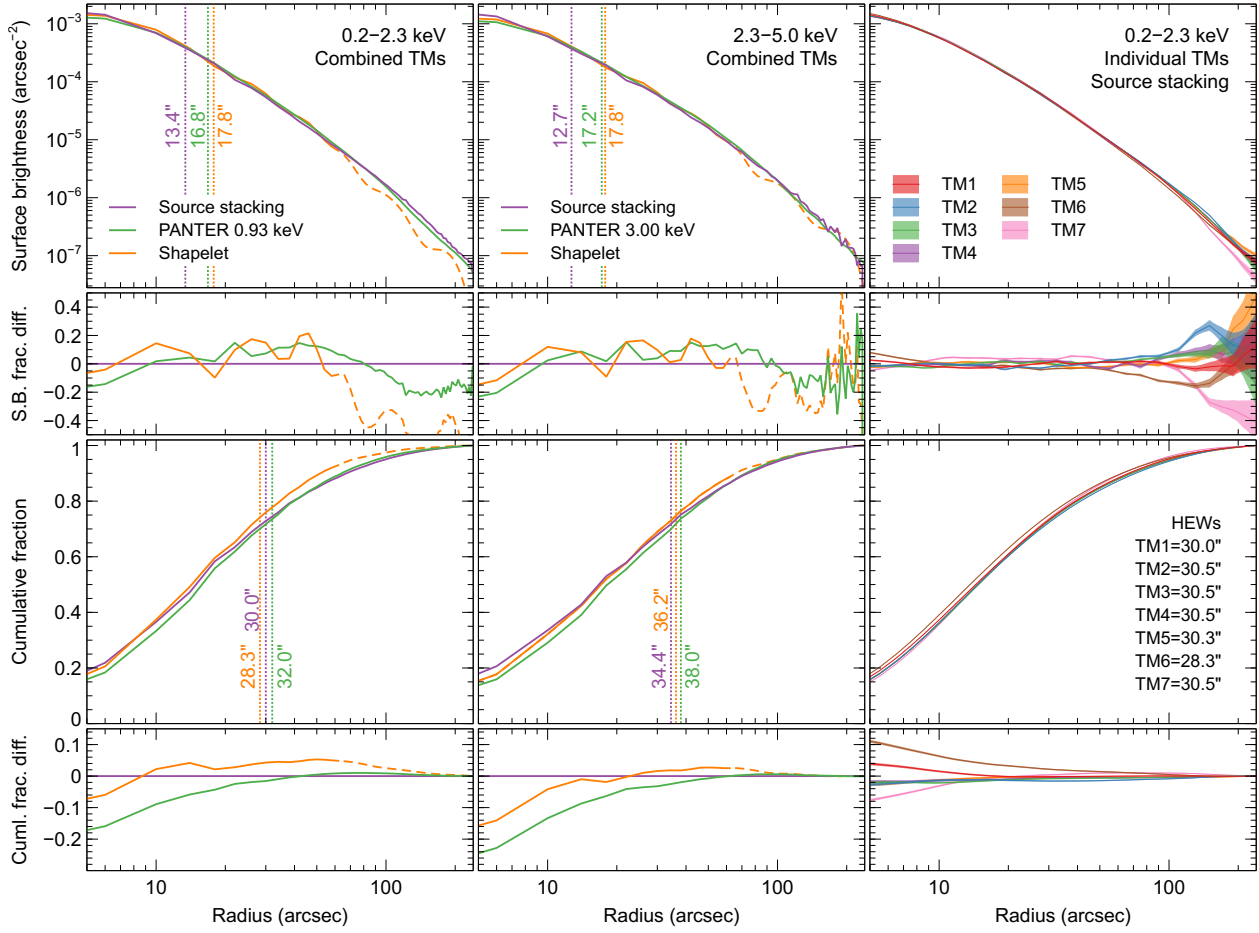 Surface brightness (arcsec−2)
10−3
10−4
10−5
10−6
10−7
0.2−2.3 keV
Combined TMs
13.4"
16.8"
17.8"
Source stacking
PANTER 0.93 keV
Shapelet
2.3−5.0 keV
Combined TMs
12.7"
17.2"
17.8"
Source stacking
PANTER 3.00 keV
Shapelet
0.2−2.3 keV
Individual TMs
Source stacking
TM1
TM2
TM3
TM4
TM5
TM6
TM7
S.B. frac. diff.
0.4
0.2
0
−0.2
−0.4
Cumulative fraction
1
0.8
0.6
0.4
0.2
0
28.3"
30.0"
32.0"
34.4"
36.2"
38.0"
HEWs
TM1=30.0"
TM2=30.5"
TM3=30.5"
TM4=30.5"
TM5=30.3"
TM6=28.3"
TM7=30.5"
Cuml. frac. diff.
0.1
0
−0.1
−0.2
10 100
10 100
10 100
Radius (arcsec)
Radius (arcsec)
Radius (arcsec)